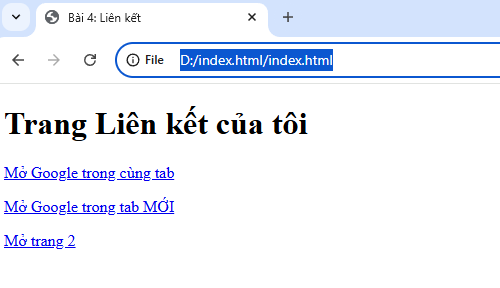 Bài 4: Liên kết
File D:/index.html/index.html
Trang Liên kết của tôi
Mở Google trong cùng tab
Mở Google trong tab MỚI
Mở trang 2